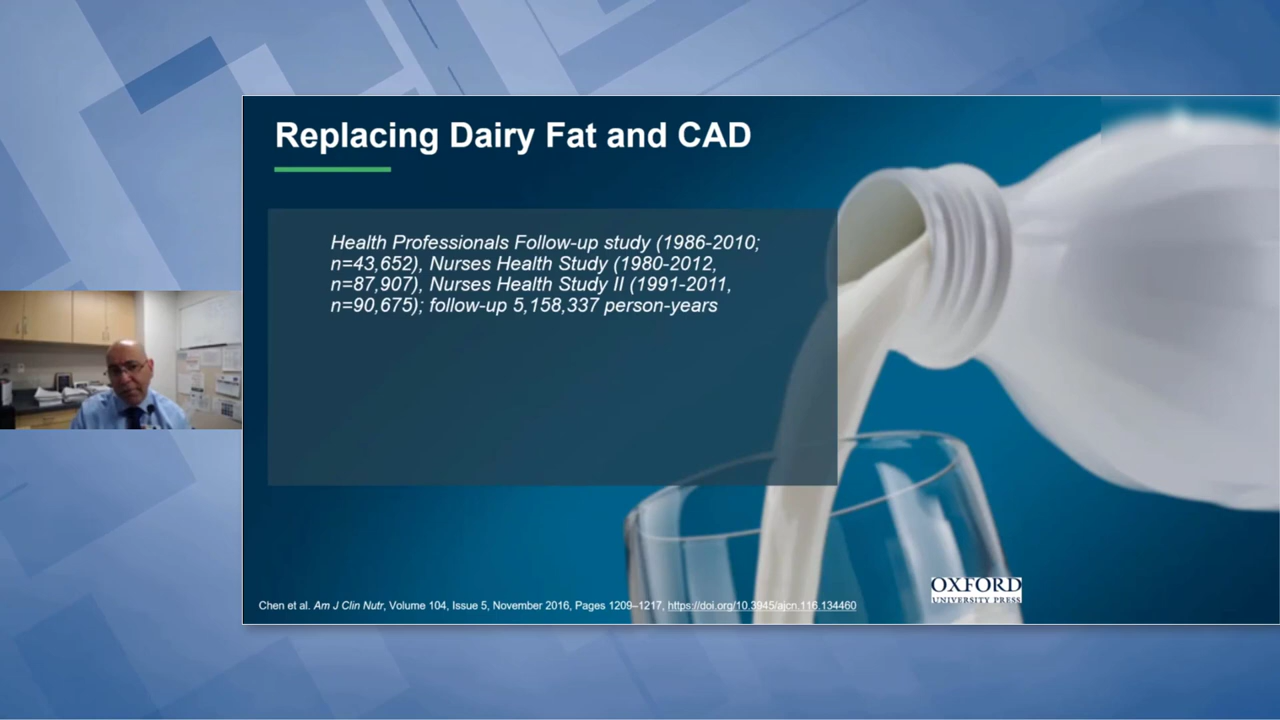 Replacing Dairy Fat and CAD
Health Professionals Follow-up study (1986-2010;
n=43,652), Nurses Health Study (1980-2012,
n=87,907), Nurses Health Study II (1991-2011,
n=90,675); follow-up 5,158,337 person-years
OXFORD
UNIVERSITY PRESS
Chen et al. Am J Clin Nutr, Volume 104, Issue 5, November 2016, Pages 1209–1217, https://doi.org/10.3945/ajcn.116.134460